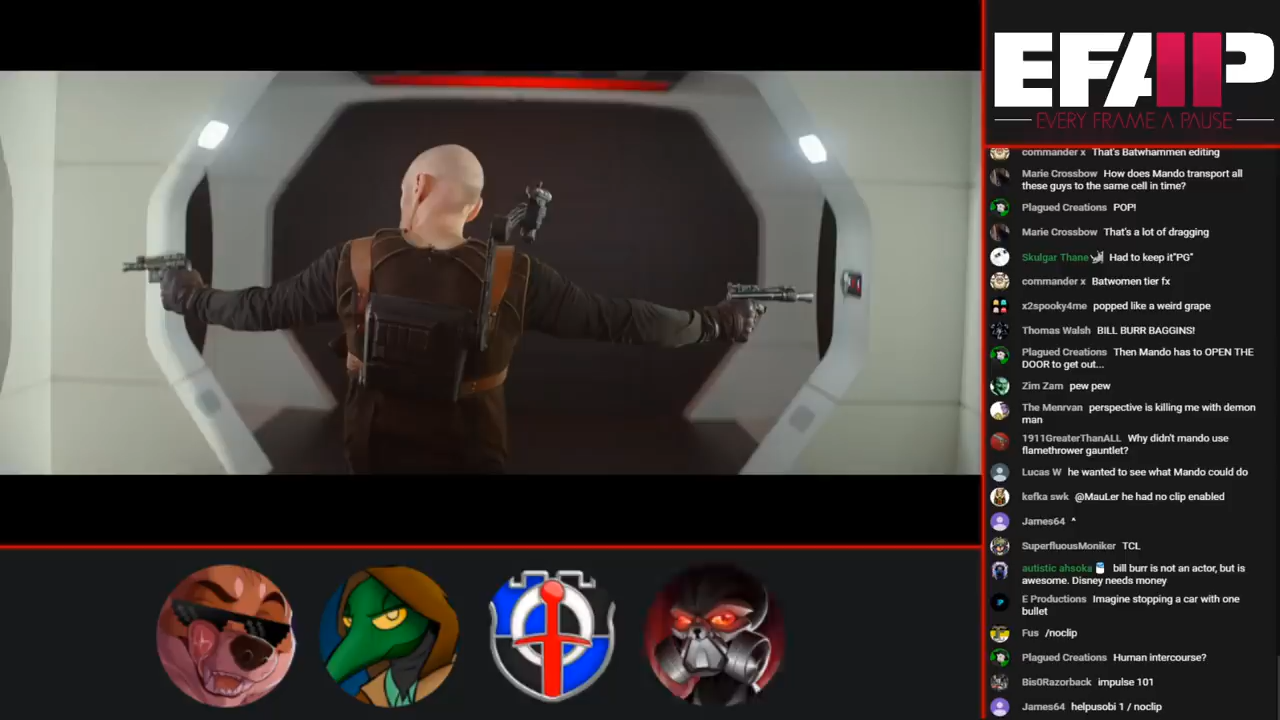 EFAP
EVERY FRAME A PAUSE
commander x That's Batwhammen editing
Marie Crossbow How does Mando transport all
these guys to the same cell in time?
Plagued Creations POP!
Marie Crossbow That's a lot of dragging
Skulgar Thane Had to keep it"PG"
commander x Batwomen tier fx
x2spooky4me popped like a weird grape
Thomas Walsh BILL BURR BAGGINS!
Plagued Creations Then Mando has to OPEN THE
DOOR to get out...
Zim Zam pew pew
The Menrvan perspective is killing me with demon
man
1911GreaterThanALL Why didn't mando use
flamethrower gauntlet?
Lucas W he wanted to see what Mando could do
kefka swk @MauLer he had no clip enabled
James64 ^
SuperfluousMoniker TCL
autistic ahsoka bill burr is not an actor, but is
awesome. Disney needs money
E Productions Imagine stopping a car with one
bullet
Fus /noclip
Plagued Creations Human intercourse?
Bis0Razorback impulse 101
James64 helpusobi 1 / noclip